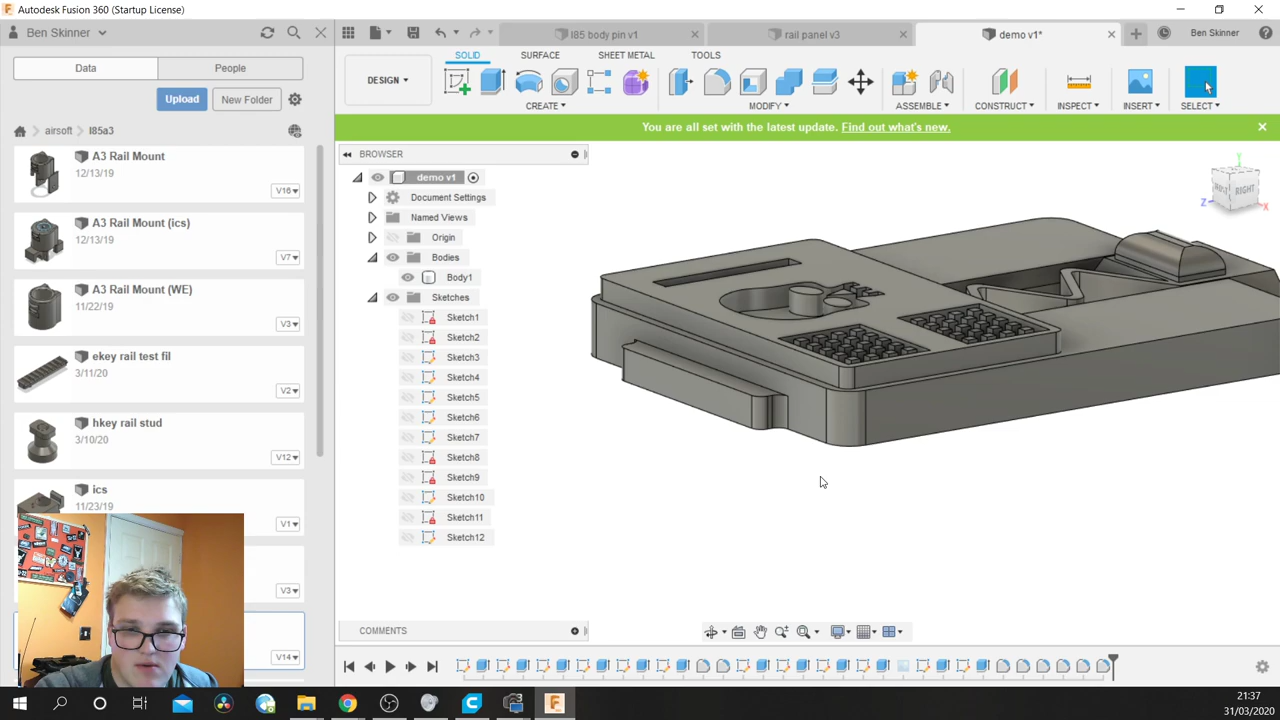 Autodesk Fusion 360 (Startup License)
Ben Skinner
l85 body pin v1
rail panel v3
demo v1*
Ben Skinner
Data
People
Upload
New Folder
airsoft
l85a3
DESIGN
SOLID
SURFACE
SHEET METAL
TOOLS
CREATE
MODIFY
ASSEMBLE
CONSTRUCT
INSPECT
INSERT
SELECT
You are all set with the latest update. Find out what's new.
A3 Rail Mount
12/13/19
V16
A3 Rail Mount (ics)
12/13/19
V7
A3 Rail Mount (WE)
11/22/19
V3
ekey rail test fil
3/11/20
V2
hkey rail stud
3/10/20
V12
ics
11/23/19
V1
V3
V14
BROWSER
demo v1
Document Settings
Named Views
Origin
Bodies
Body1
Sketches
Sketch1
Sketch2
Sketch3
Sketch4
Sketch5
Sketch6
Sketch7
Sketch8
Sketch9
Sketch10
Sketch11
Sketch12
Y
RIGHT
Z
X
COMMENTS
21:37
31/03/2020